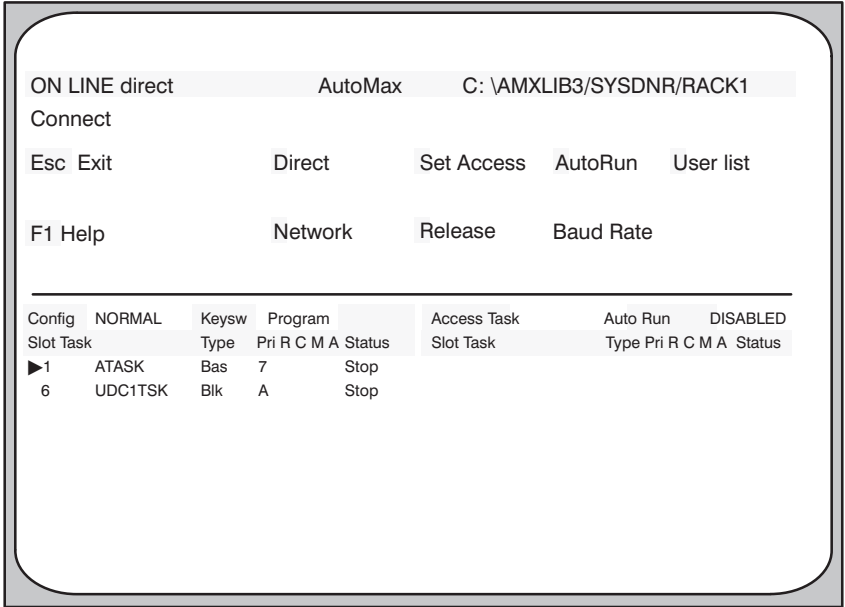 ON LINE direct AutoMax C: \AMXLIB3/SYSDNR/RACK1
Connect
Esc Exit Direct Set Access AutoRun User list
F1 Help Network Release Baud Rate
Config NORMAL Keysw Program Access Task Auto Run DISABLED
Slot Task Type Pri R C M A Status Slot Task Type Pri R C M A Status
▶1 ATASK Bas 7 Stop
6 UDC1TSK Blk A Stop